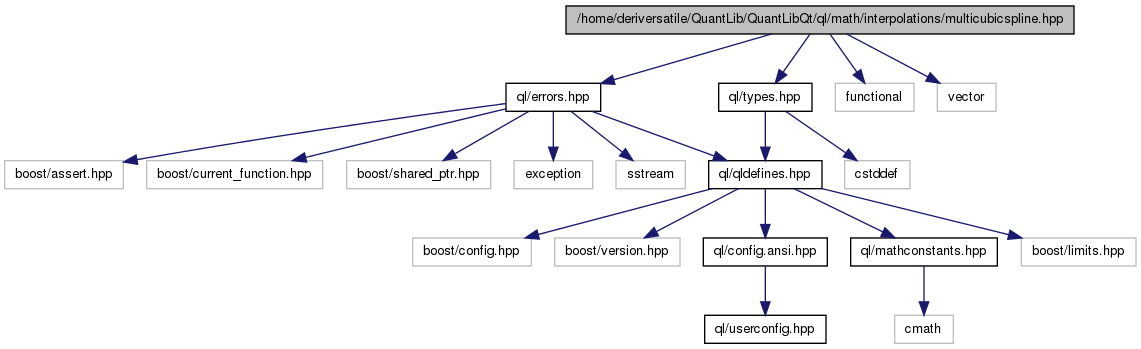 /home/deriversatile/QuantLib/QuantLibQt/ql/math/interpolations/multicubicspline.hpp
ql/errors.hpp
ql/types.hpp
functional
vector
boost/assert.hpp
boost/current_function.hpp
boost/shared_ptr.hpp
exception
sstream
ql/qldefines.hpp
cstddef
boost/config.hpp
boost/version.hpp
ql/config.ansi.hpp
ql/mathconstants.hpp
boost/limits.hpp
ql/userconfig.hpp
cmath